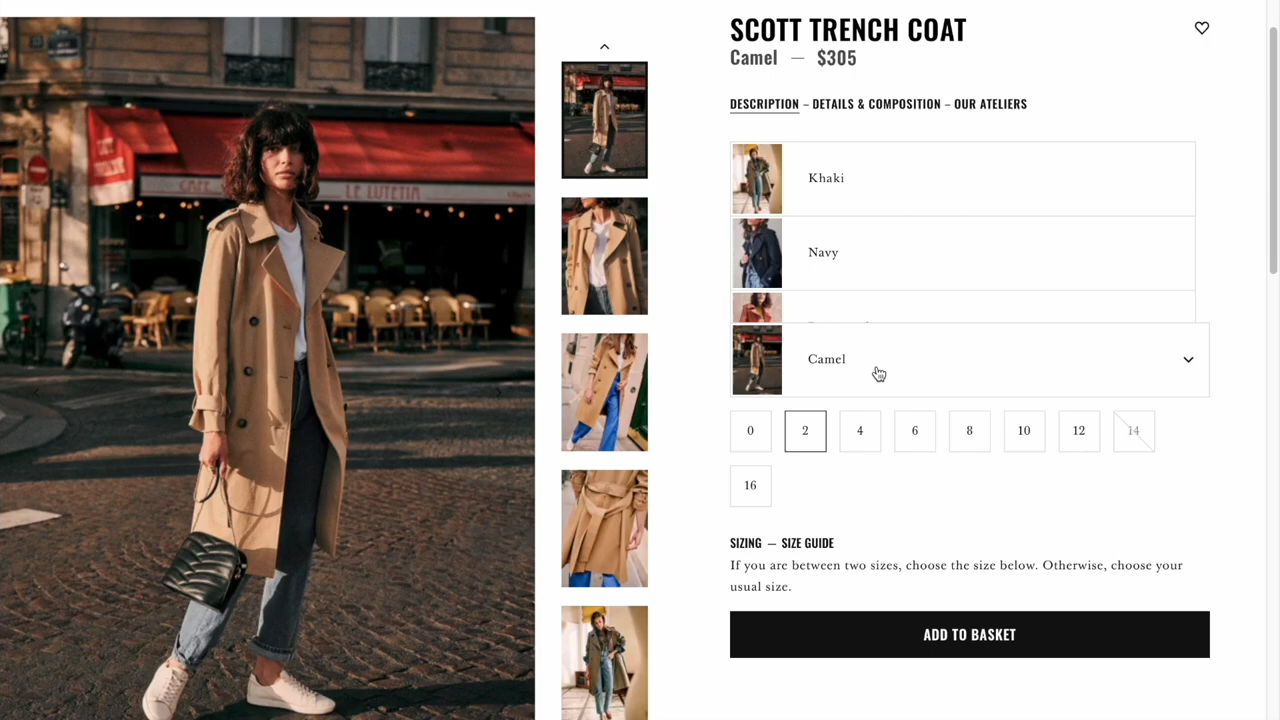 SCOTT TRENCH COAT
Camel — $305
DESCRIPTION – DETAILS & COMPOSITION – OUR ATELIERS
Khaki
Navy
Camel
0 2 4 6 8 10 12 14
16
SIZING — SIZE GUIDE
If you are between two sizes, choose the size below. Otherwise, choose your
usual size.
ADD TO BASKET
LE LUTETIA